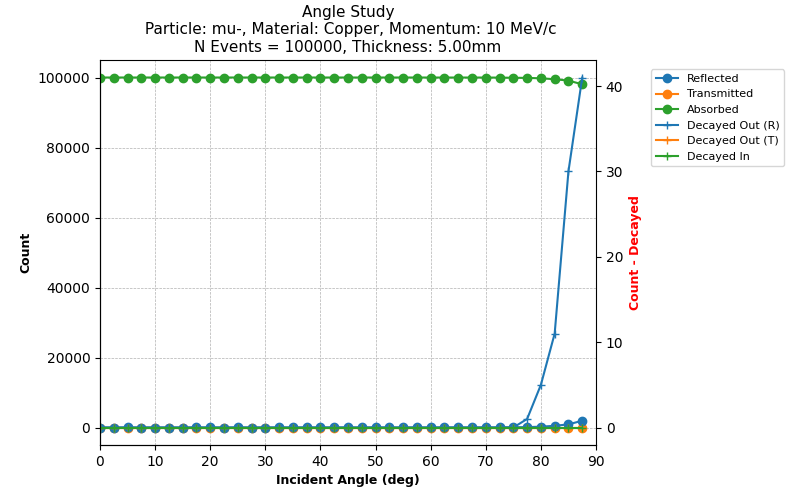 Angle Study
Particle: mu-, Material: Copper, Momentum: 10 MeV/c
N Events = 100000, Thickness: 5.00mm
100000
80000
60000
40000
20000
0
Count
0 10 20 30 40 50 60 70 80 90
Incident Angle (deg)
40
30
20
10
0
Count - Decayed
Reflected
Transmitted
Absorbed
Decayed Out (R)
Decayed Out (T)
Decayed In